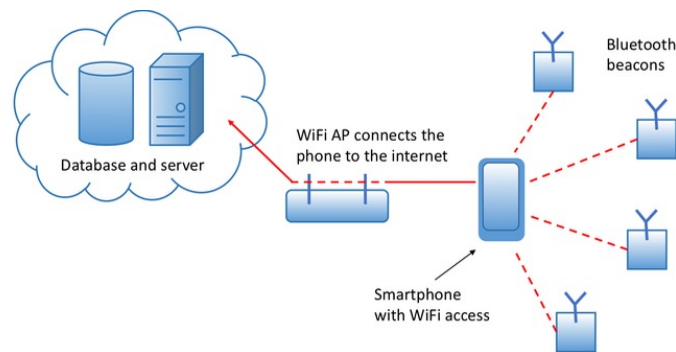 Bluetooth
beacons
WiFi AP connects the
phone to the internet
Database and server
Smartphone
with WiFi access